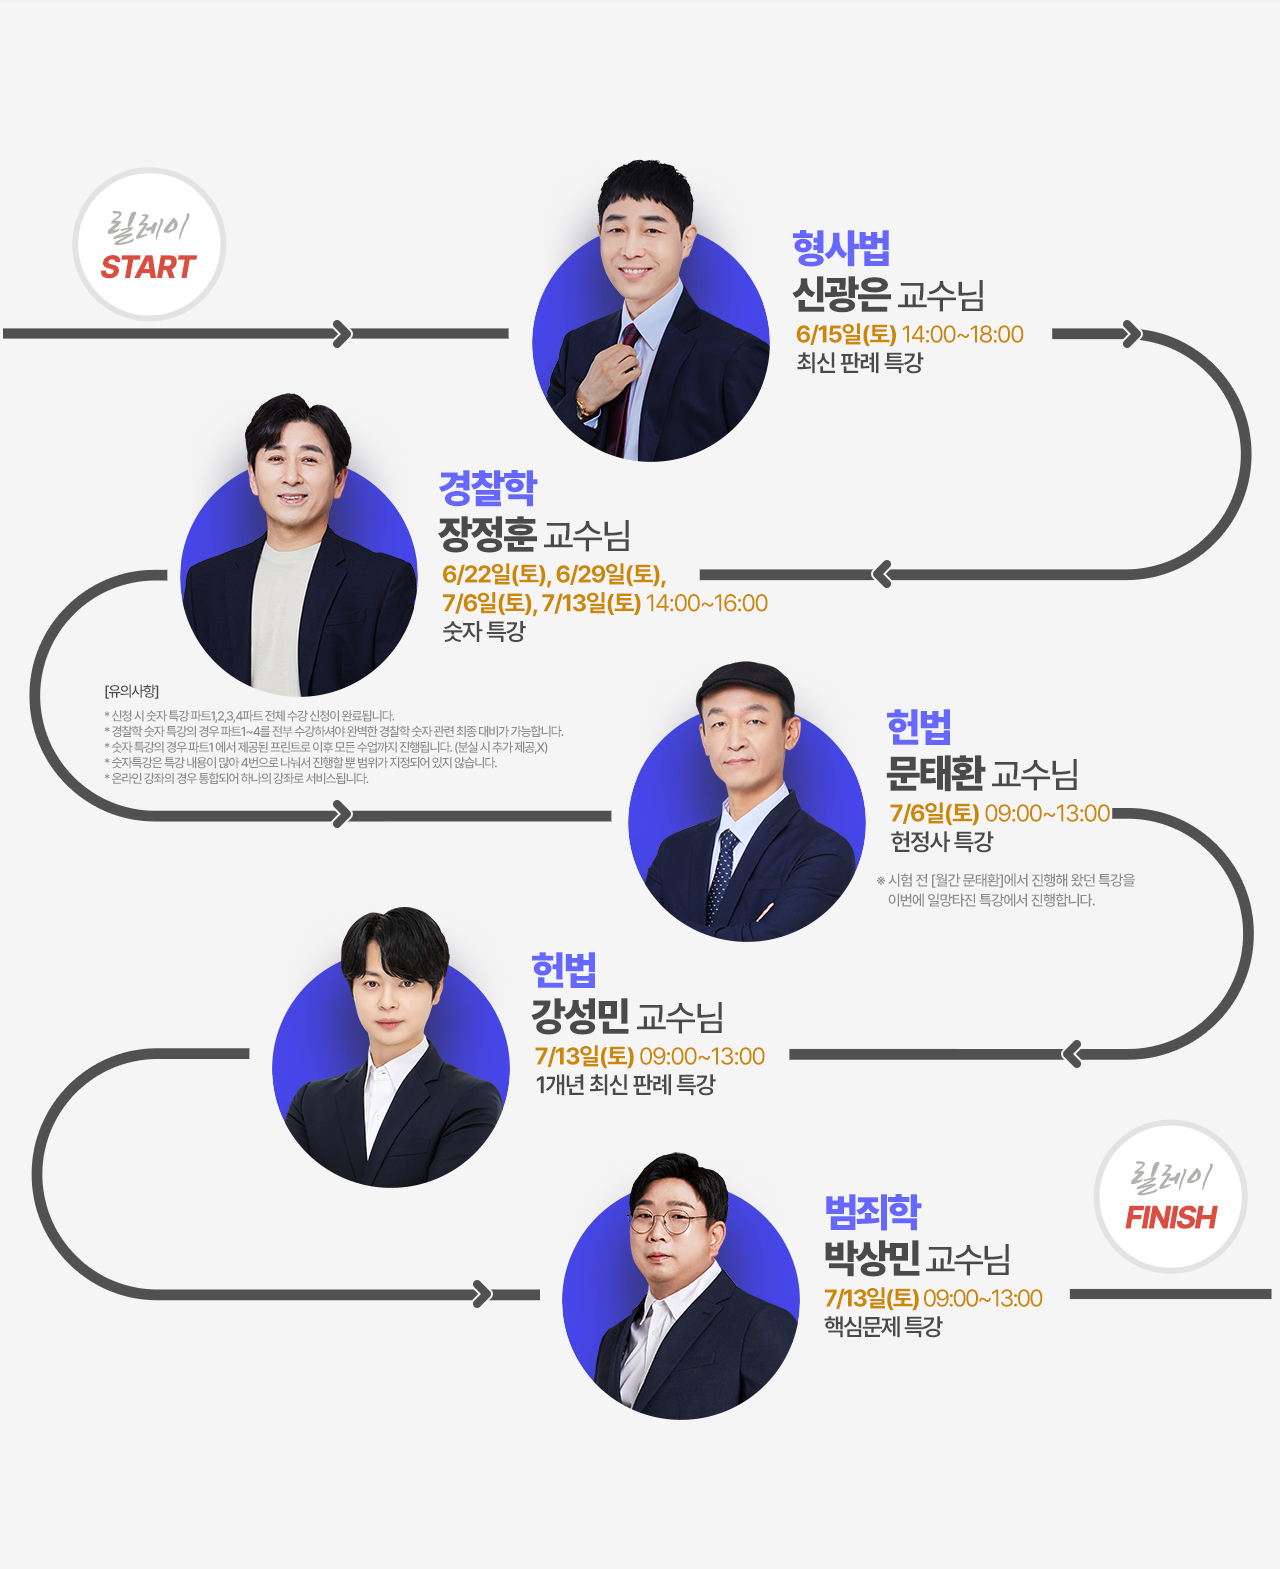 릴레이
START
형사법
신광은 교수님
6/15일(토) 14:00~18:00
최신 판례 특강
경찰학
장정훈 교수님
6/22일(토), 6/29일(토),
7/6일(토), 7/13일(토) 14:00~16:00
숫자 특강
[유의사항]
* 신청 시 숫자 특강 파트1,2,3,4파트 전체 수강 신청이 완료됩니다.
* 경찰학 숫자 특강의 경우 파트1~4를 전부 수강하셔야 완벽한 경찰학 숫자 관련 최종 대비가 가능합니다.
* 숫자 특강의 경우 파트1 에서 제공된 프린트로 이후 모든 수업까지 진행됩니다. (분실 시 추가 제공,X)
* 숫자특강은 특강 내용이 많아 4번으로 나눠서 진행할 뿐 범위가 지정되어 있지 않습니다.
* 온라인 강좌의 경우 통합되어 하나의 강좌로 서비스됩니다.
헌법
문태환 교수님
7/6일(토) 09:00~13:00
헌정사 특강
※ 시험 전 [월간 문태환]에서 진행해 왔던 특강을
이번에 일망타진 특강에서 진행합니다.
헌법
강성민 교수님
7/13일(토) 09:00~13:00
1개년 최신 판례 특강
범죄학
박상민 교수님
7/13일(토) 09:00~13:00
핵심문제 특강
릴레이
FINISH